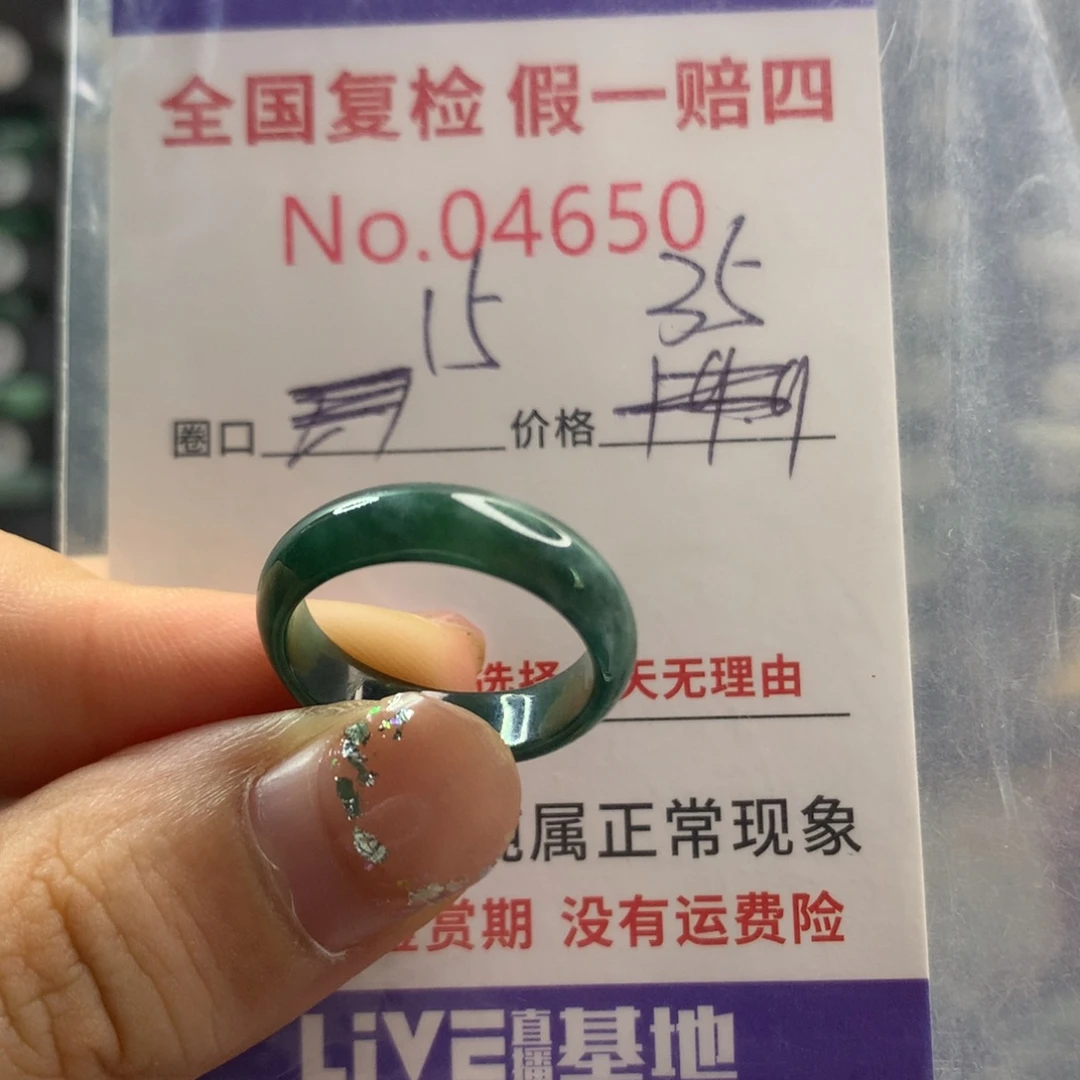 全国复检 假一赔四
No.04650
15 35
圈口 价格
选择 天无理由
属正常现象
赏期 没有运费险
LiVE直播基地